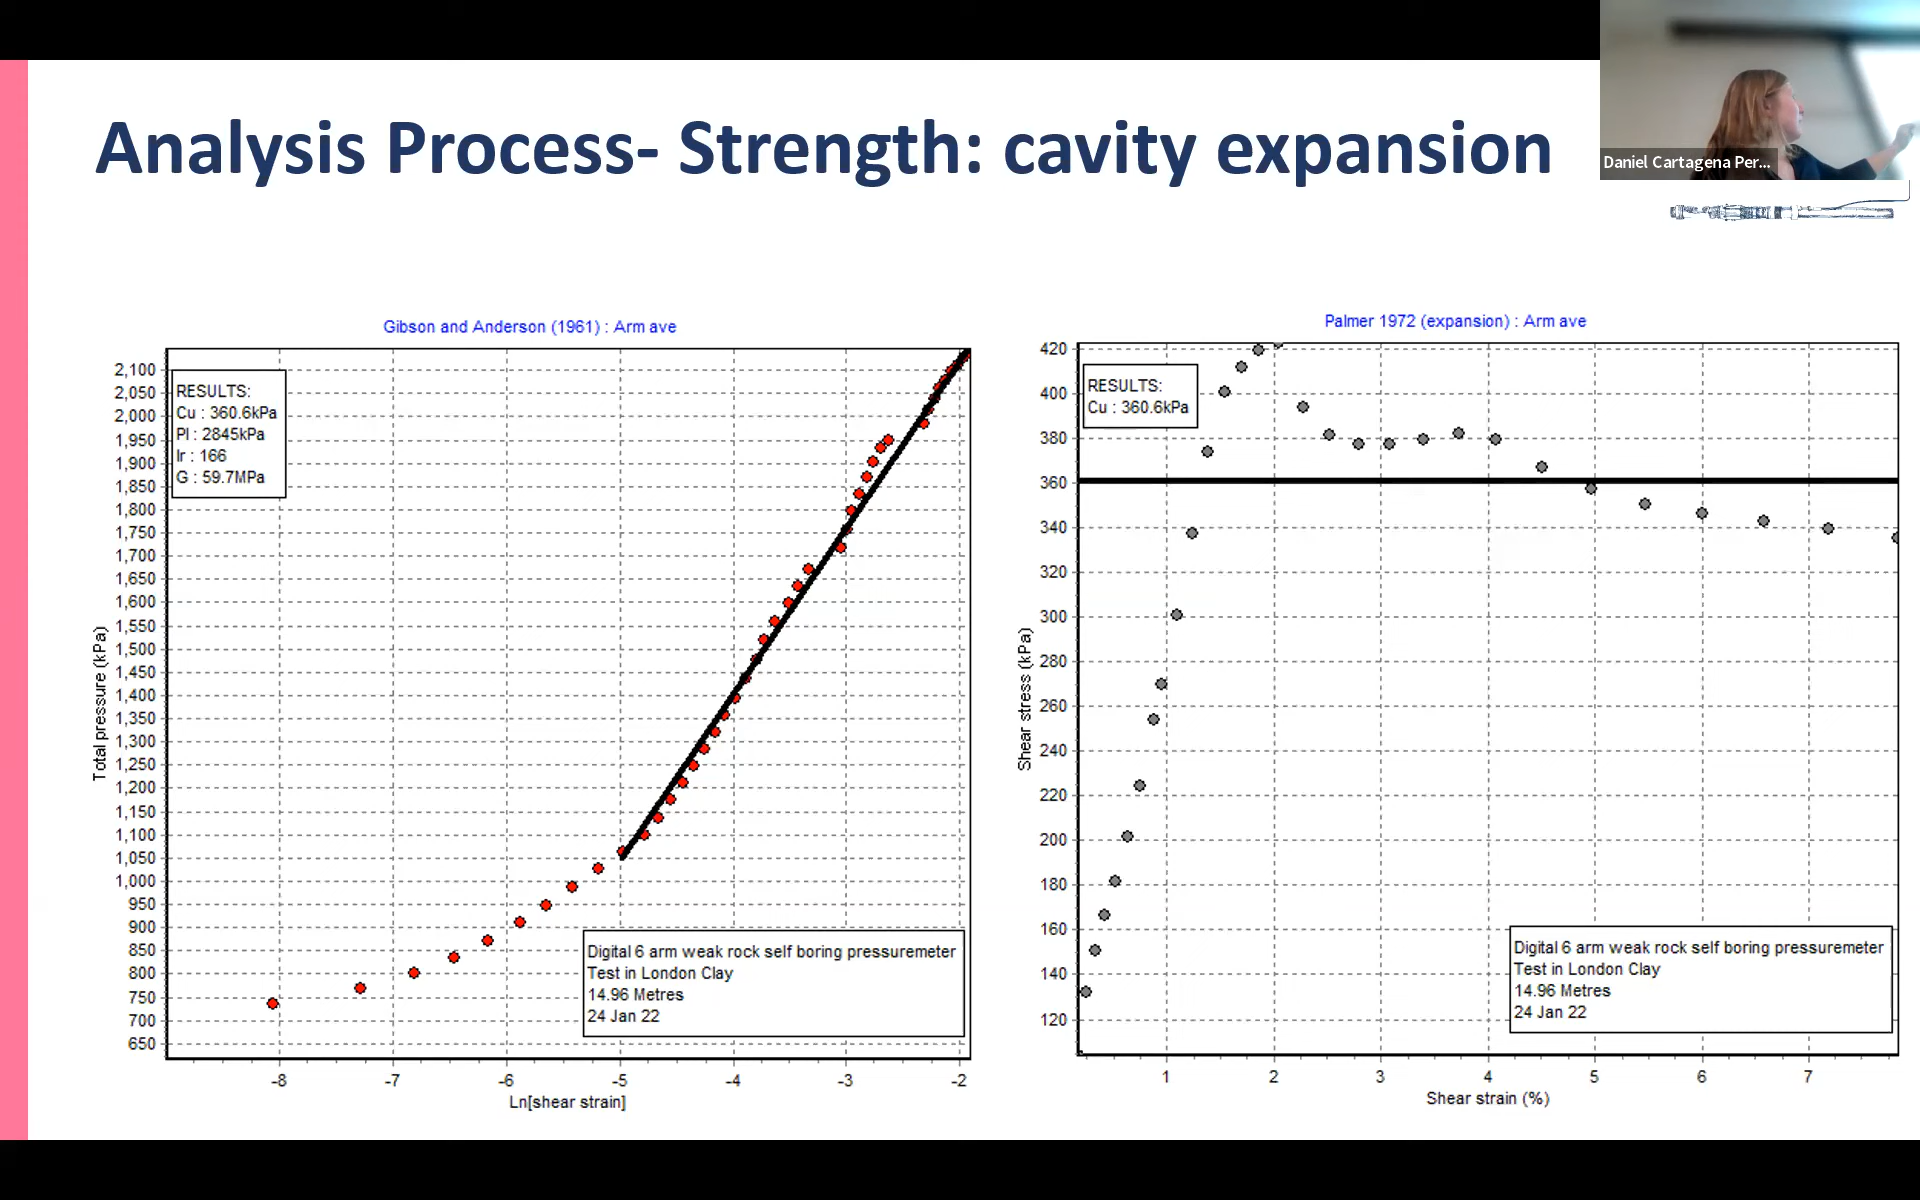 Analysis Process- Strength: cavity expansion
Daniel Cartagena Per...
Gibson and Anderson (1961) : Arm ave
RESULTS:
Cu : 360.6kPa
Pl : 2845kPa
Ir : 166
G : 59.7MPa
Total pressure (kPa)
2,100
2,050
2,000
1,950
1,900
1,850
1,800
1,750
1,700
1,650
1,600
1,550
1,500
1,450
1,400
1,350
1,300
1,250
1,200
1,150
1,100
1,050
1,000
950
900
850
800
750
700
650
Digital 6 arm weak rock self boring pressuremeter
Test in London Clay
14.96 Metres
24 Jan 22
-8 -7 -6 -5 -4 -3 -2
Ln[shear strain]
Palmer 1972 (expansion) : Arm ave
RESULTS:
Cu : 360.6kPa
Shear stress (kPa)
420
400
380
360
340
320
300
280
260
240
220
200
180
160
140
120
Digital 6 arm weak rock self boring pressuremeter
Test in London Clay
14.96 Metres
24 Jan 22
1 2 3 4 5 6 7
Shear strain (%)